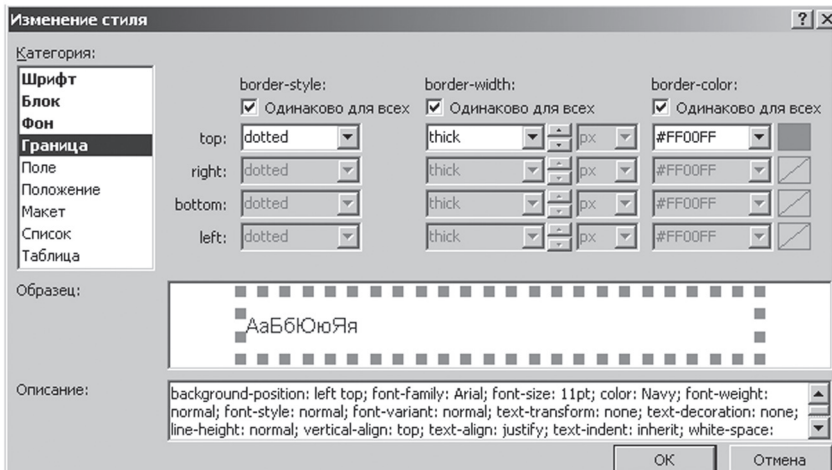 Изменение стиля
Категория:
Шрифт
Блок
Фон
Граница
Поле
Положение
Макет
Список
Таблица
border-style: border-width: border-color:
Одинаково для всех Одинаково для всех Одинаково для всех
top: dotted thick px #FF00FF
right: dotted thick px #FF00FF
bottom: dotted thick px #FF00FF
left: dotted thick px #FF00FF
Образец:
АаБбЮюЯя
Описание:
background-position: left top; font-family: Arial; font-size: 11pt; color: Navy; font-weight:
normal; font-style: normal; font-variant: normal; text-transform: none; text-decoration: none;
line-height: normal; vertical-align: top; text-align: justify; text-indent: inherit; white-space:
OK Отмена